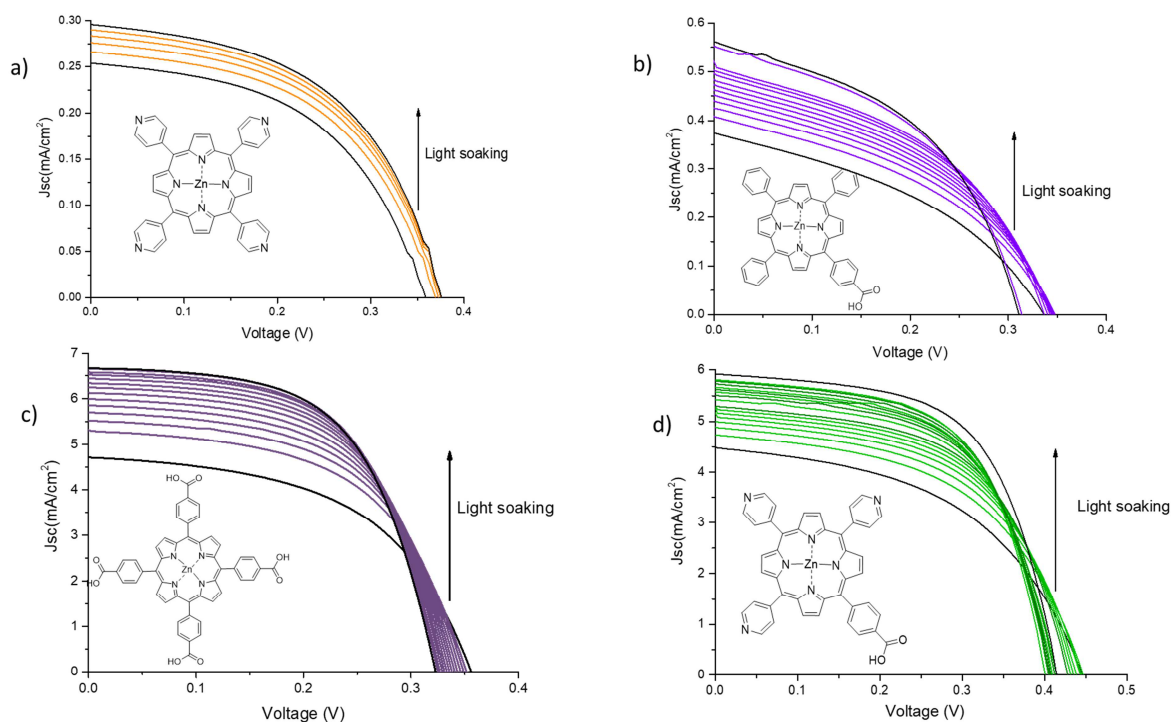 a)
0.30
0.25
0.20
0.15
0.10
0.05
0.00
Jsc(mA/cm²)
0.0 0.1 0.2 0.3 0.4
Voltage (V)
Light soaking
N
N
N
N
N
N Zn N
N
b)
0.6
0.5
0.4
0.3
0.2
0.1
0.0
Jsc(mA/cm²)
0.0 0.1 0.2 0.3 0.4
Voltage (V)
Light soaking
N
N Zn N
N
O
HO
c)
7
6
5
4
3
2
1
0
Jsc(mA/cm²)
0.0 0.1 0.2 0.3 0.4
Voltage (V)
Light soaking
HO O
O
HO
N N
Zn
N N
OH
O
O
HO
d)
6
5
4
3
2
1
0
Jsc(mA/cm²)
0.0 0.1 0.2 0.3 0.4 0.5
Voltage (V)
Light soaking
N
N
N
N Zn N
N
N
O
HO